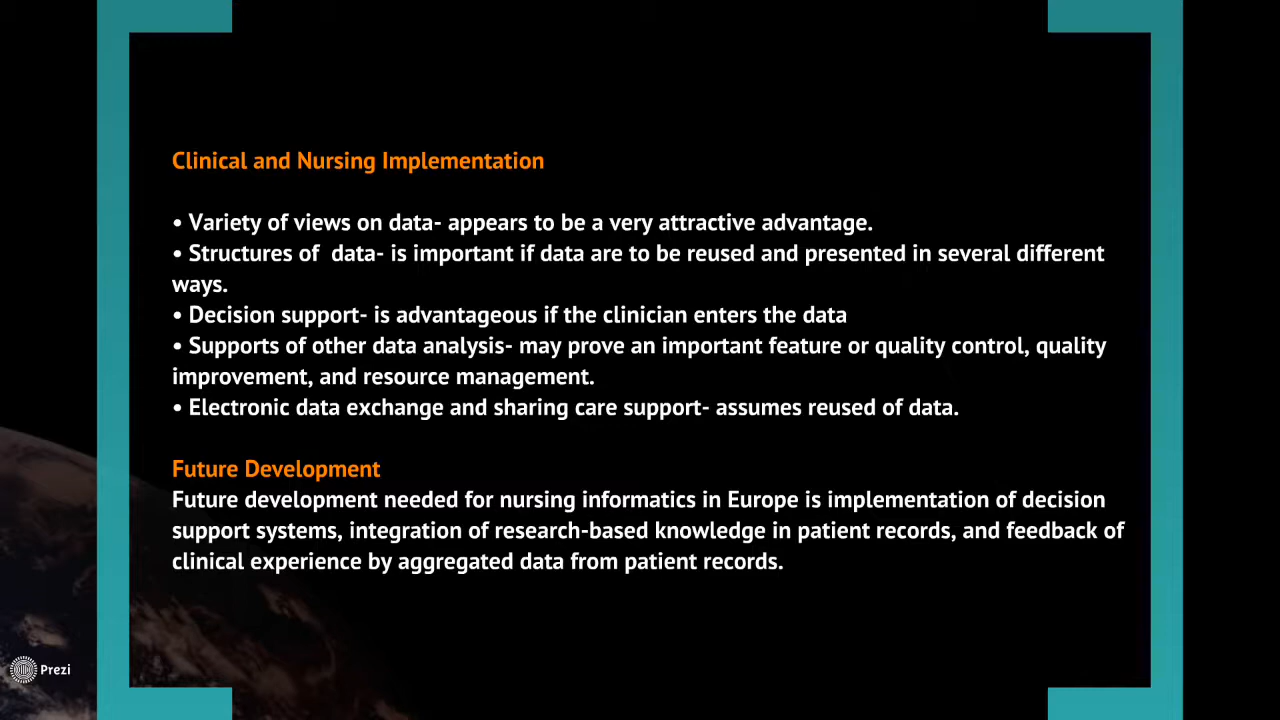 Clinical and Nursing Implementation
• Variety of views on data- appears to be a very attractive advantage.
• Structures of  data- is important if data are to be reused and presented in several different
ways.
• Decision support- is advantageous if the clinician enters the data
• Supports of other data analysis- may prove an important feature or quality control, quality
improvement, and resource management.
• Electronic data exchange and sharing care support- assumes reused of data.
Future Development
Future development needed for nursing informatics in Europe is implementation of decision
support systems, integration of research-based knowledge in patient records, and feedback of
clinical experience by aggregated data from patient records.
Prezi